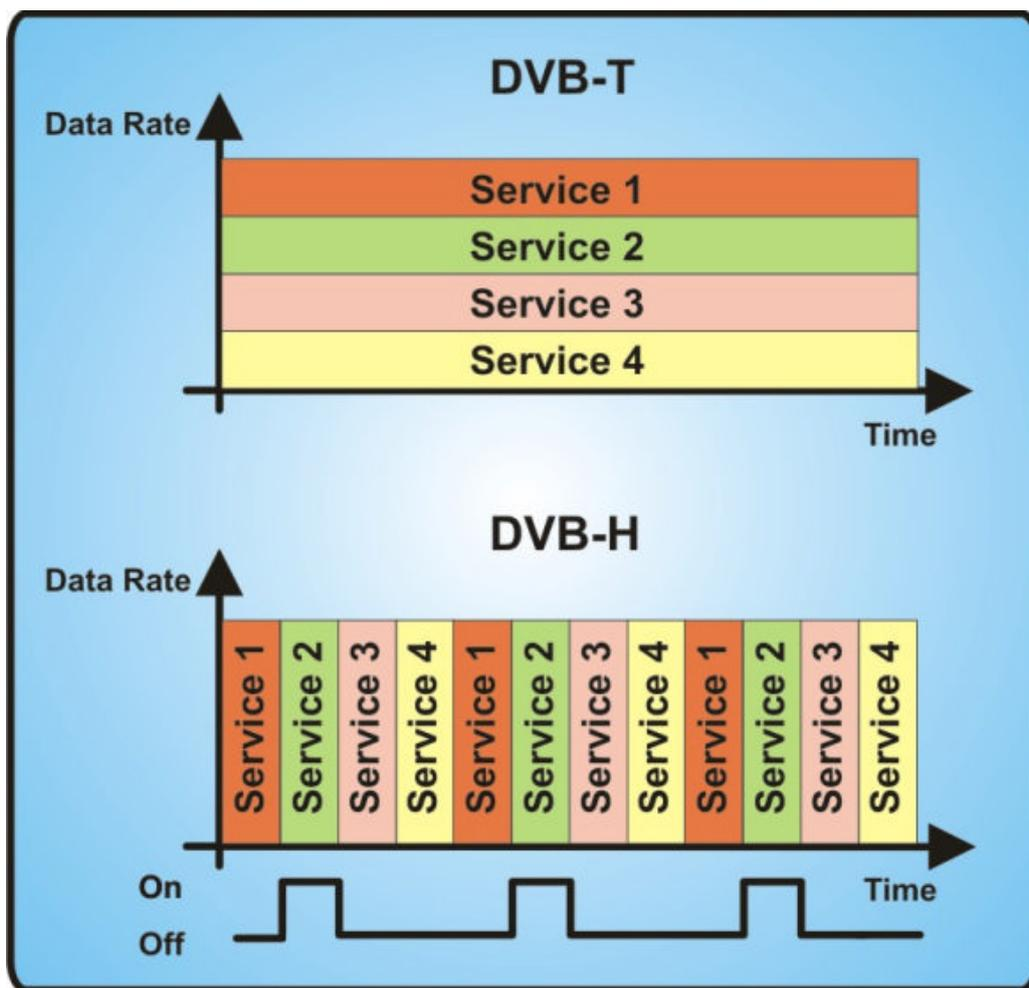 DVB-T
Data Rate
Service 1
Service 2
Service 3
Service 4
Time
DVB-H
Data Rate
Service 1
Service 2
Service 3
Service 4
Service 1
Service 2
Service 3
Service 4
Service 1
Service 2
Service 3
Service 4
On
Time
Off